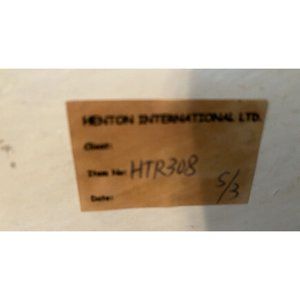 HENTON INTERNATIONAL LTD.
Client:
Item No: HTR308
Date: 5/3